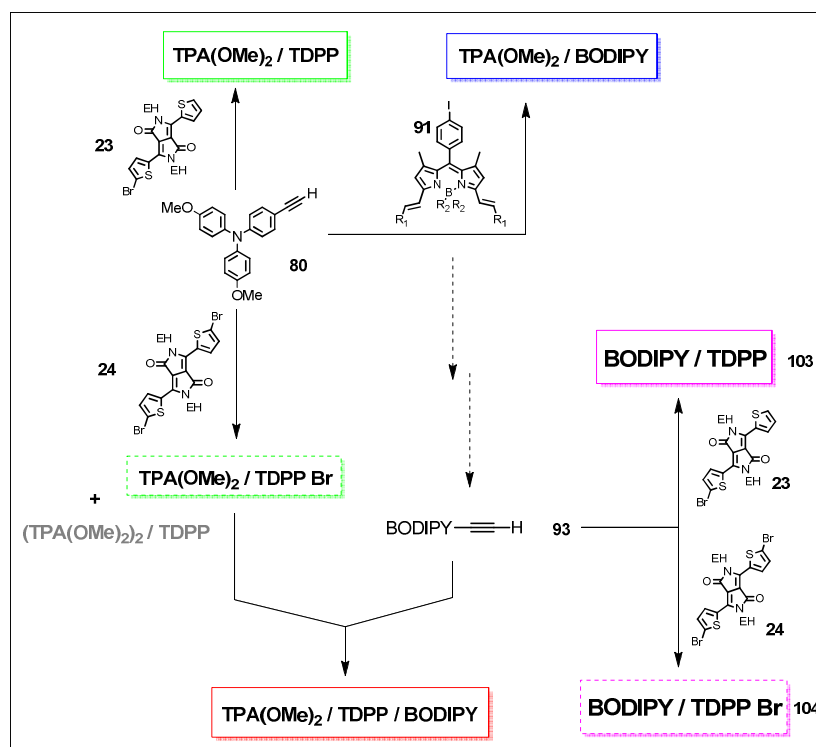 TPA(OMe)2 / TDPP
TPA(OMe)2 / BODIPY
23
EH
N
S
O
O
N
S
EH
Br
91
I
N
B
N
R2 R2
R1
R1
H
MeO
N
80
OMe
24
Br
EH
S
N
O
O
N
S
EH
Br
BODIPY / TDPP
103
EH
N
S
O
O
N
S
EH
Br
23
TPA(OMe)2 / TDPP Br
+
(TPA(OMe)2)2 / TDPP
BODIPY
H
93
Br
EH
S
N
O
O
N
S
EH
Br
24
TPA(OMe)2 / TDPP / BODIPY
BODIPY / TDPP Br
104